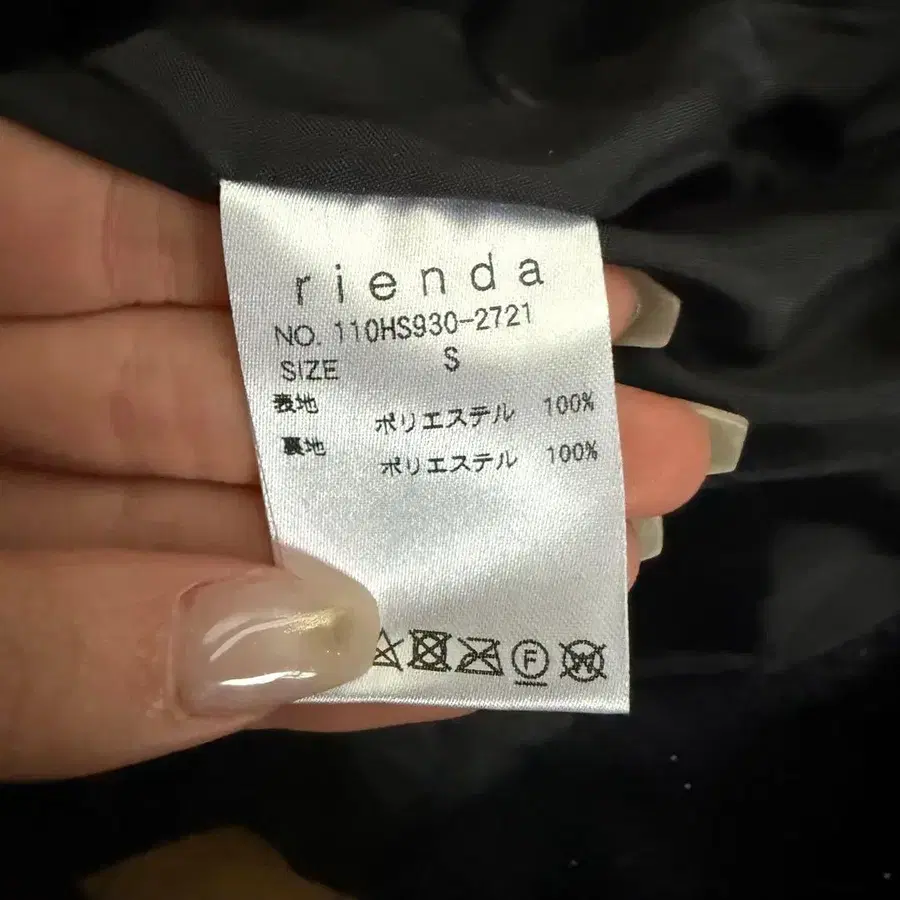 rienda
NO. 110HS930-2721
SIZE S
表地 ポリエステル 100%
裏地 ポリエステル 100%
F W